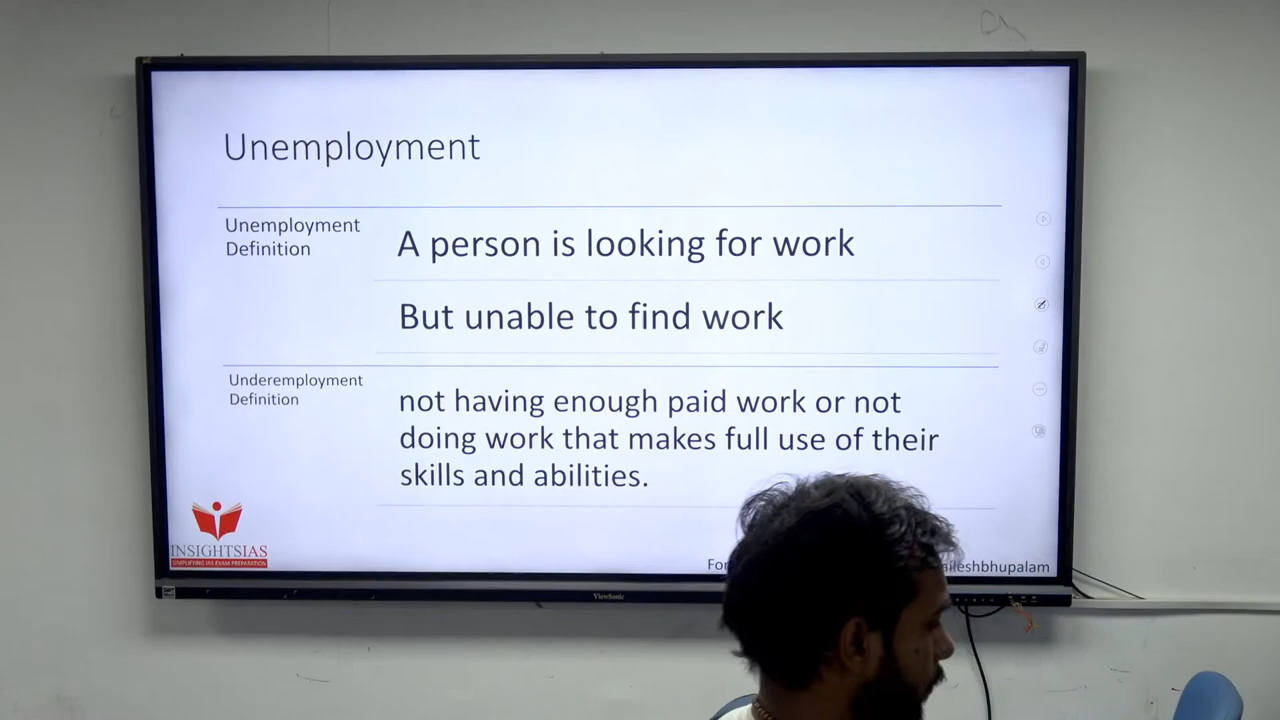 Unemployment
Unemployment
Definition
A person is looking for work
But unable to find work
Underemployment
Definition
not having enough paid work or not
doing work that makes full use of their
skills and abilities.
INSIGHTSIAS
SIMPLIFYING IAS EXAM PREPARATION
ViewSonic